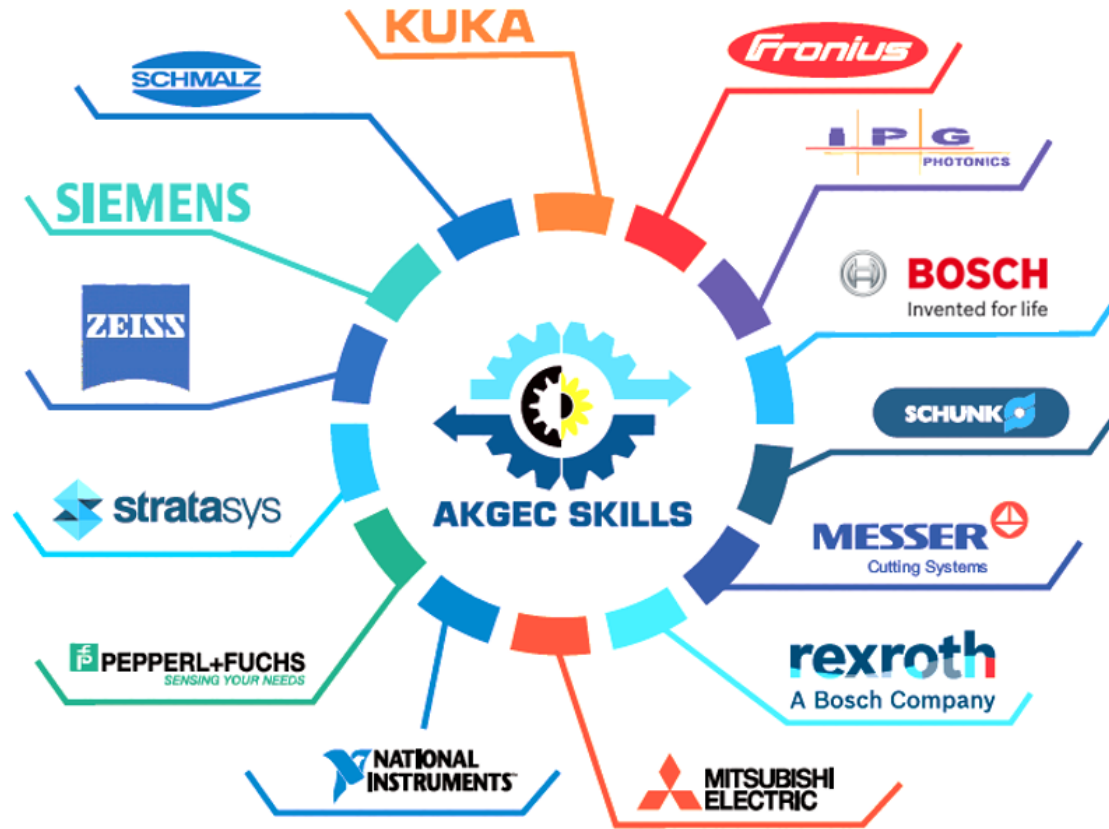 KUKA
Fronius
SCHMALZ
IPG
PHOTONICS
SIEMENS
BOSCH
Invented for life
ZEISS
SCHUNK
AKGEC SKILLS
stratasys
MESSER
Cutting Systems
rexroth
A Bosch Company
PEPPERL+FUCHS
SENSING YOUR NEEDS
NATIONAL
INSTRUMENTS™
MITSUBISHI
ELECTRIC